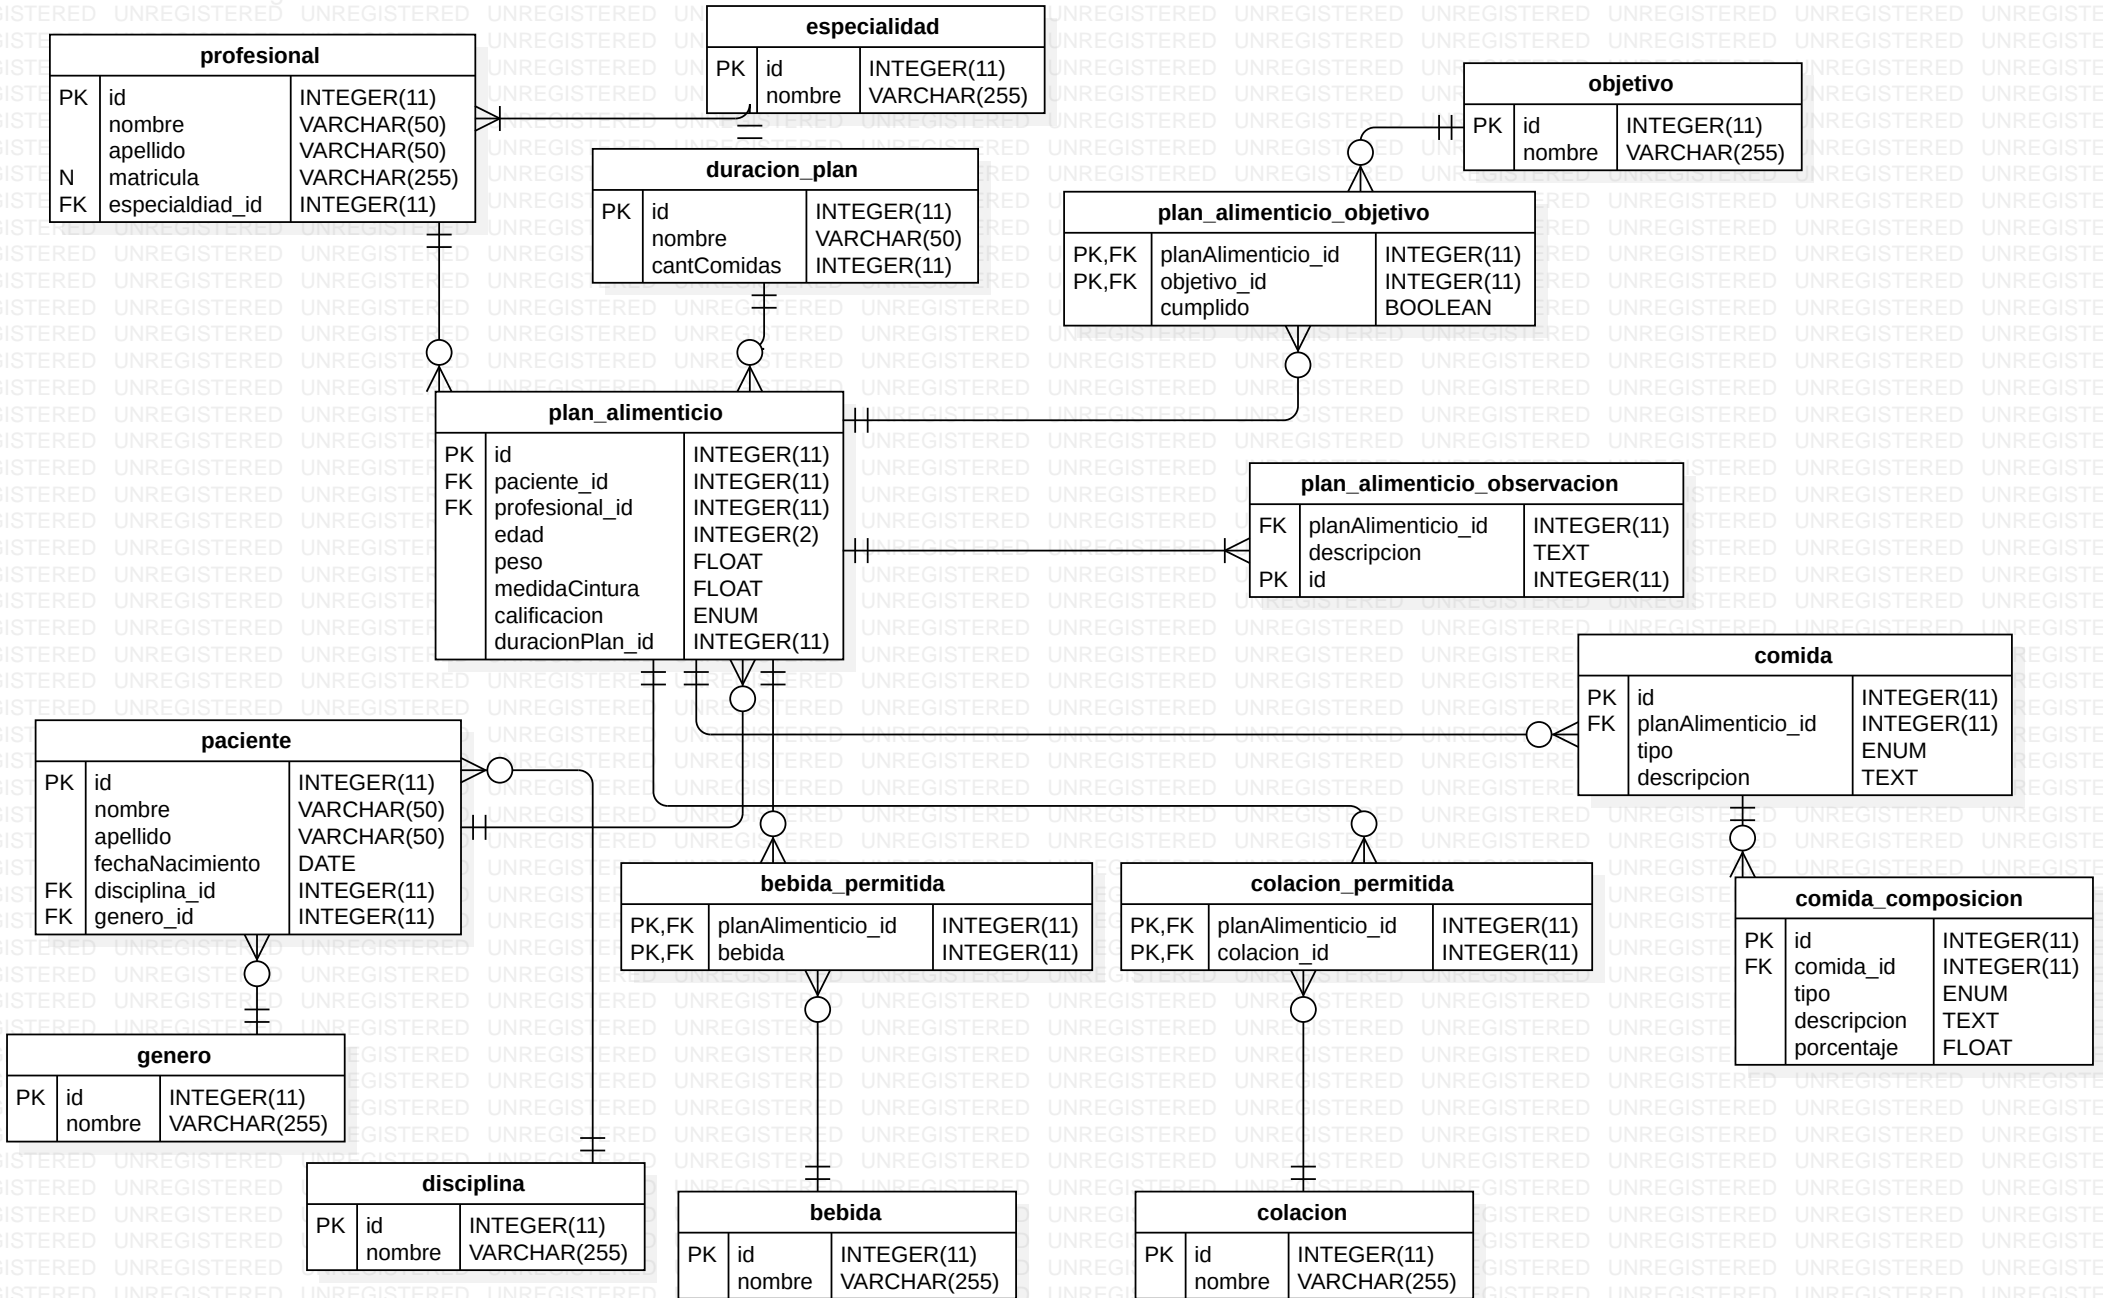 especialidad
PK id INTEGER(11)
nombre VARCHAR(255)
profesional
PK id INTEGER(11)
nombre VARCHAR(50)
apellido VARCHAR(50)
N matricula VARCHAR(255)
FK especialdiad_id INTEGER(11)
objetivo
PK id INTEGER(11)
nombre VARCHAR(255)
duracion_plan
PK id INTEGER(11)
nombre VARCHAR(50)
cantComidas INTEGER(11)
plan_alimenticio_objetivo
PK,FK planAlimenticio_id INTEGER(11)
PK,FK objetivo_id INTEGER(11)
cumplido BOOLEAN
plan_alimenticio
PK id INTEGER(11)
FK paciente_id INTEGER(11)
FK profesional_id INTEGER(11)
edad INTEGER(2)
peso FLOAT
medidaCintura FLOAT
calificacion ENUM
duracionPlan_id INTEGER(11)
plan_alimenticio_observacion
FK planAlimenticio_id INTEGER(11)
descripcion TEXT
PK id INTEGER(11)
comida
PK id INTEGER(11)
FK planAlimenticio_id INTEGER(11)
tipo ENUM
descripcion TEXT
paciente
PK id INTEGER(11)
nombre VARCHAR(50)
apellido VARCHAR(50)
fechaNacimiento DATE
FK disciplina_id INTEGER(11)
FK genero_id INTEGER(11)
bebida_permitida
PK,FK planAlimenticio_id INTEGER(11)
PK,FK bebida INTEGER(11)
colacion_permitida
PK,FK planAlimenticio_id INTEGER(11)
PK,FK colacion_id INTEGER(11)
comida_composicion
PK id INTEGER(11)
FK comida_id INTEGER(11)
tipo ENUM
descripcion TEXT
porcentaje FLOAT
genero
PK id INTEGER(11)
nombre VARCHAR(255)
disciplina
PK id INTEGER(11)
nombre VARCHAR(255)
bebida
PK id INTEGER(11)
nombre VARCHAR(255)
colacion
PK id INTEGER(11)
nombre VARCHAR(255)
UNREGISTERED